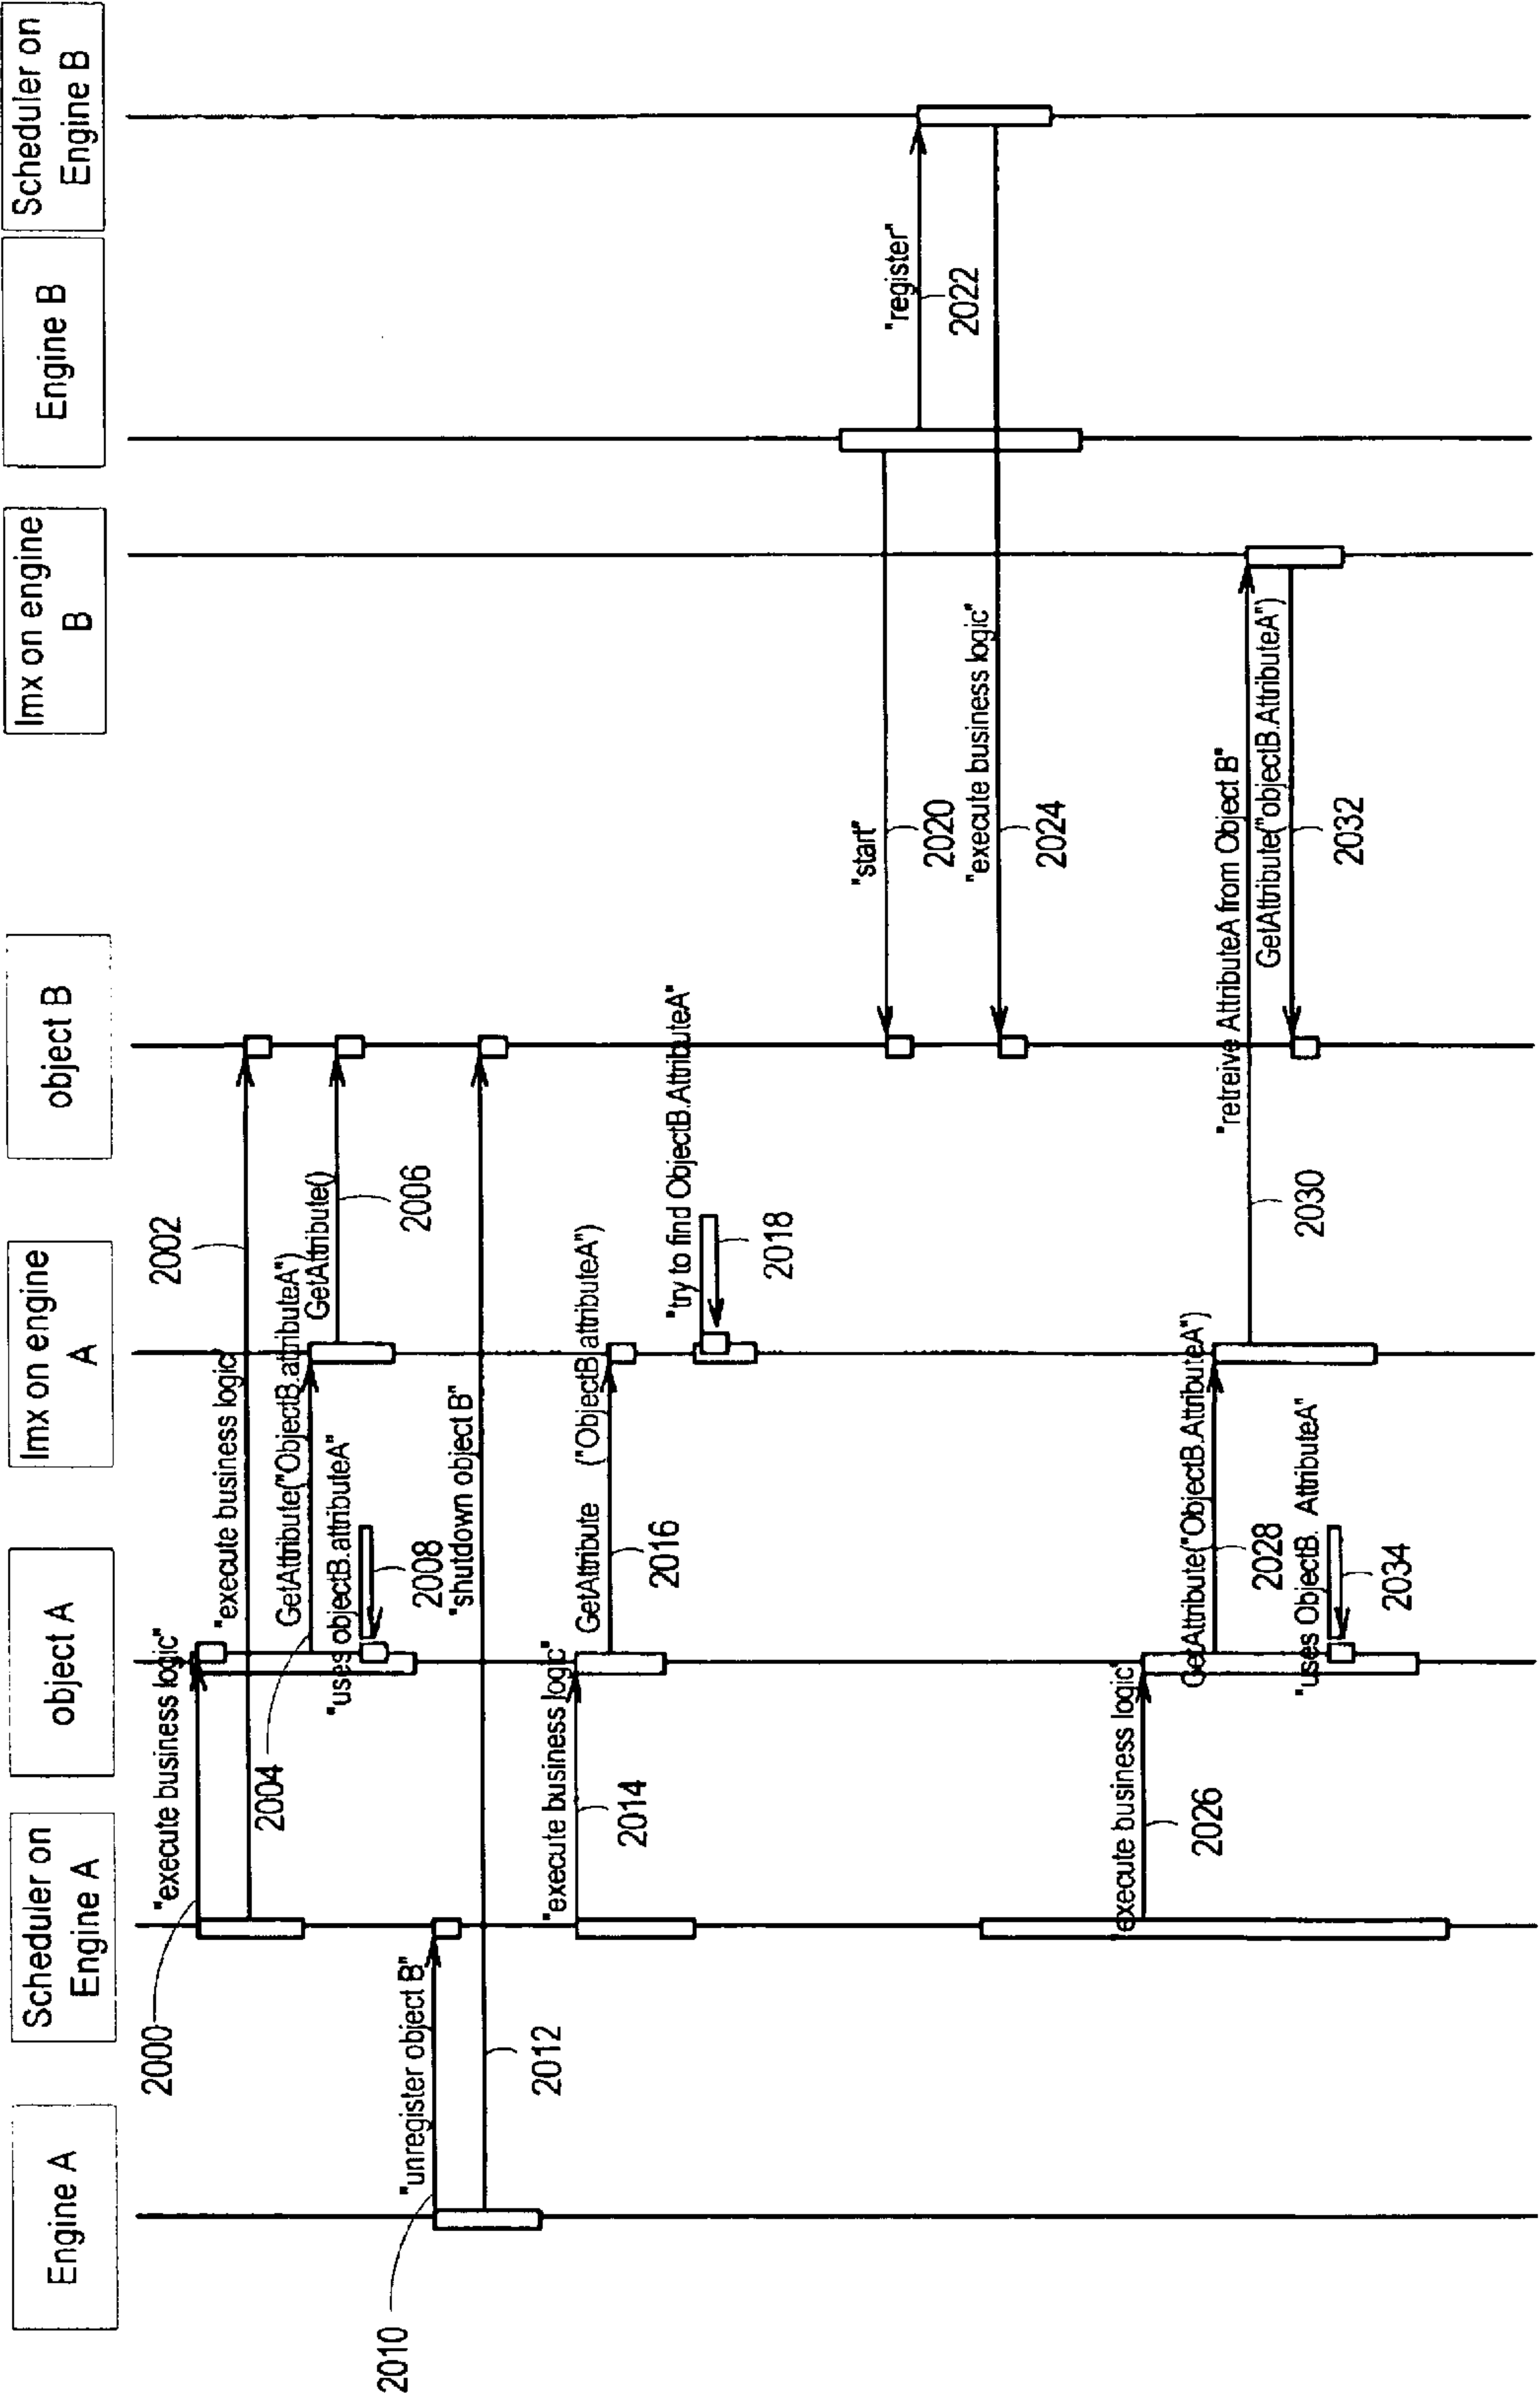 Engine A
Scheduler on
Engine A
object A
Imx on engine
A
object B
Imx on engine
B
Engine B
Scheduler on
Engine B
2000
"execute business logic"
"execute business logic
2002
2004
GetAttribute("ObjectB.attributeA")
GetAttribute()
2006
"uses objectB.attributeA"
2008
2010
"unregister object B"
"shutdown object B"
2012
"execute business logic"
2014
GetAttribute ("ObjectB.attributeA")
2016
"try to find ObjectB.AttributeA"
2018
"start"
2020
"register"
2022
"execute business logic"
2024
execute business logic"
2026
GetAttribute("ObjectB.AttributeA")
2028
"retreive AttributeA from Object B"
2030
GetAttribute("objectB.AttributeA")
2032
"uses ObjectB. AttributeA"
2034